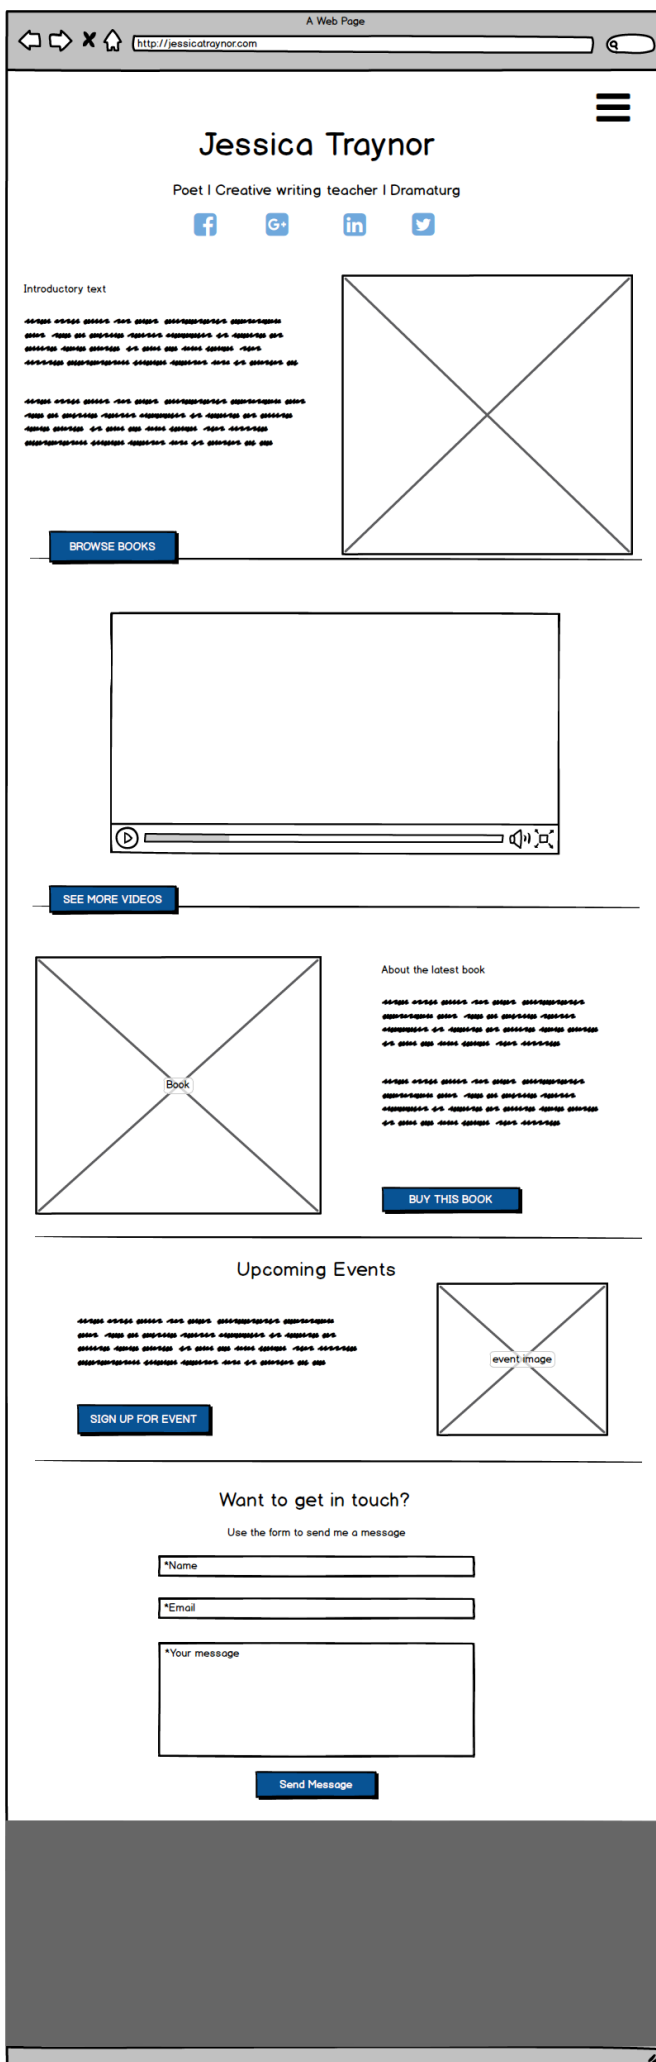 A Web Page
http://jessicatraynor.com
Jessica Traynor
Poet | Creative writing teacher | Dramaturg
Introductory text
BROWSE BOOKS
SEE MORE VIDEOS
About the latest book
Book
BUY THIS BOOK
Upcoming Events
event image
SIGN UP FOR EVENT
Want to get in touch?
Use the form to send me a message
*Name
*Email
*Your message
Send Message